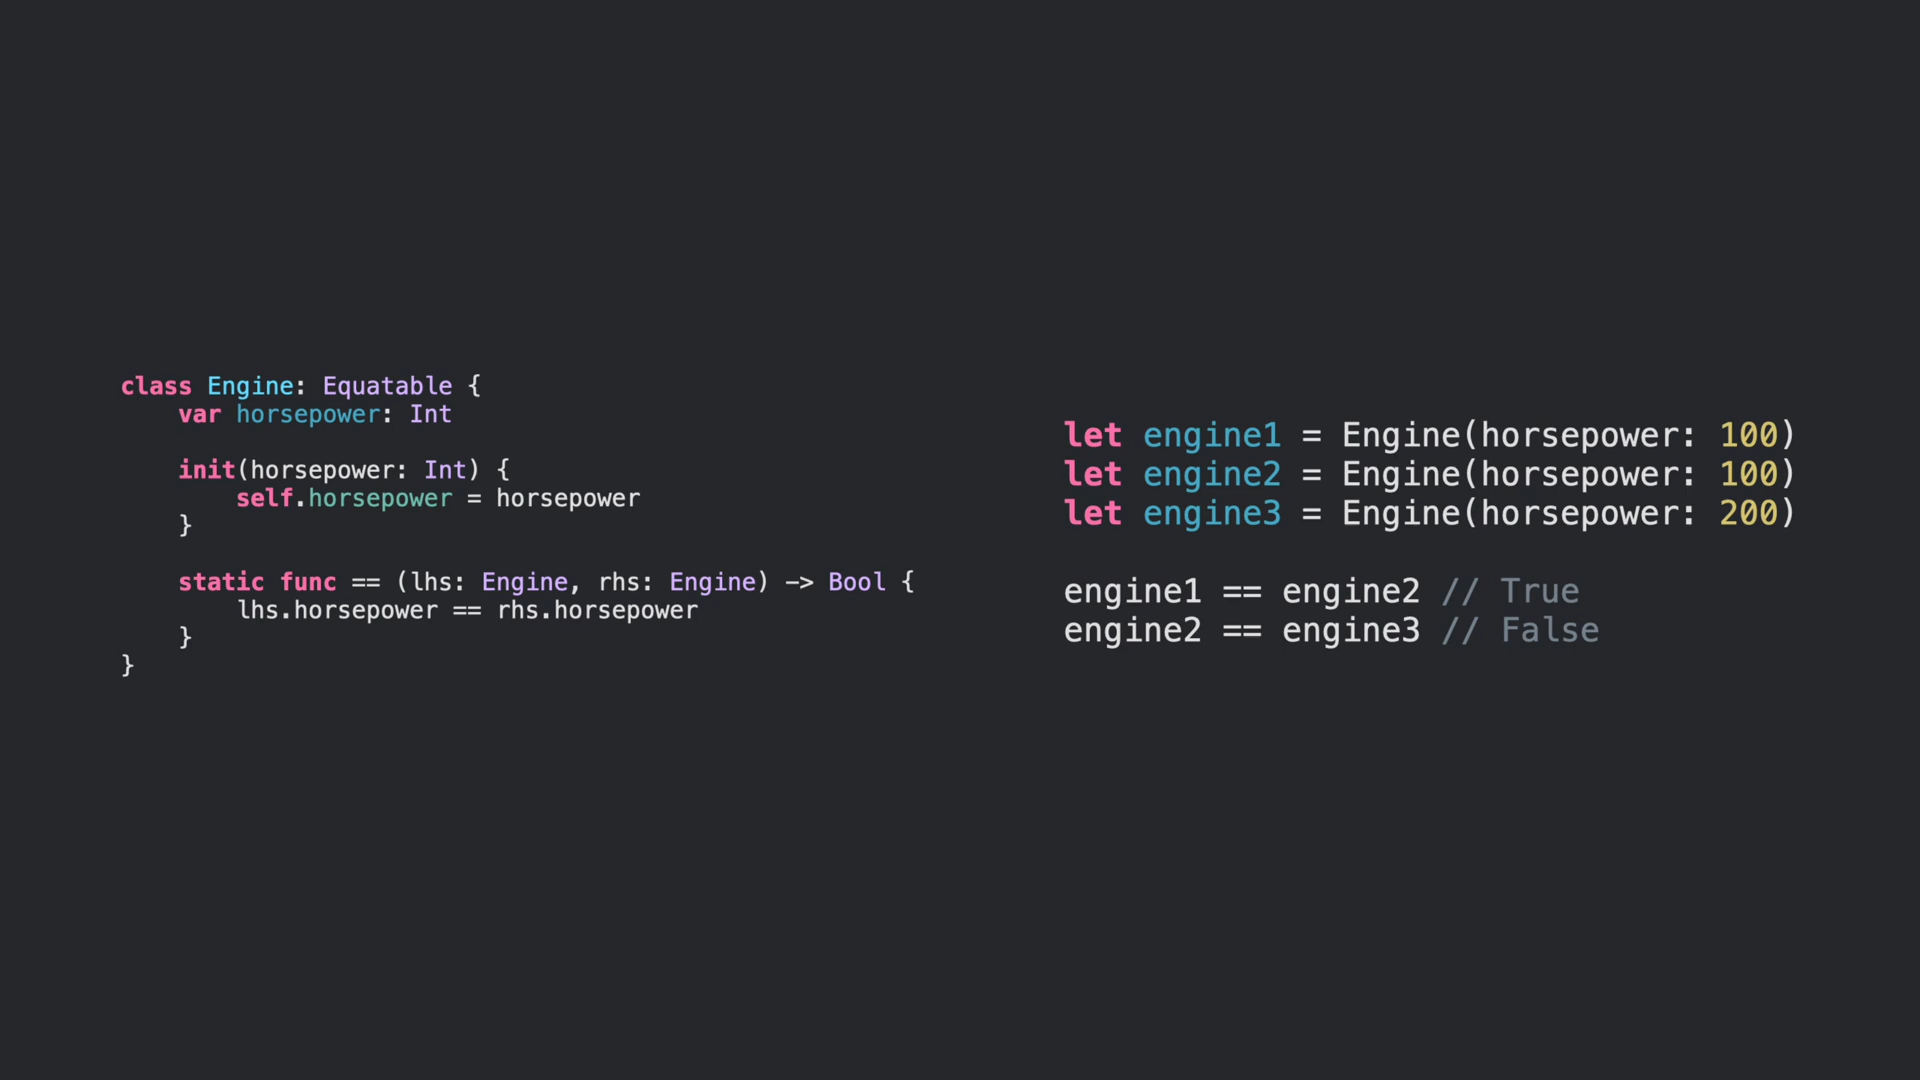 class Engine: Equatable {
    var horsepower: Int

    init(horsepower: Int) {
        self.horsepower = horsepower
    }

    static func == (lhs: Engine, rhs: Engine) -> Bool {
        lhs.horsepower == rhs.horsepower
    }
}

let engine1 = Engine(horsepower: 100)
let engine2 = Engine(horsepower: 100)
let engine3 = Engine(horsepower: 200)

engine1 == engine2 // True
engine2 == engine3 // False